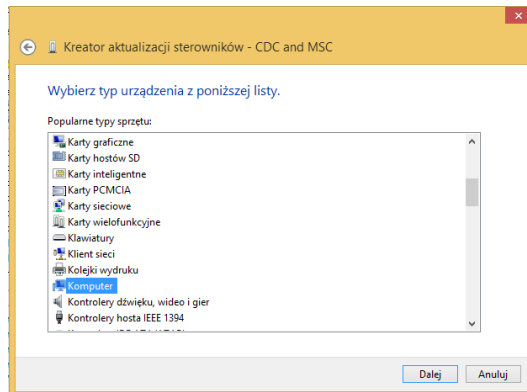 Kreator aktualizacji sterowników - CDC and MSC
Wybierz typ urządzenia z poniższej listy.
Popularne typy sprzętu:
Karty graficzne
Karty hostów SD
Karty inteligentne
Karty PCMCIA
Karty sieciowe
Karty wielofunkcyjne
Klawiatury
Klient sieci
Kolejki wydruku
Komputer
Kontrolery dźwięku, wideo i gier
Kontrolery hosta IEEE 1394
Dalej
Anuluj